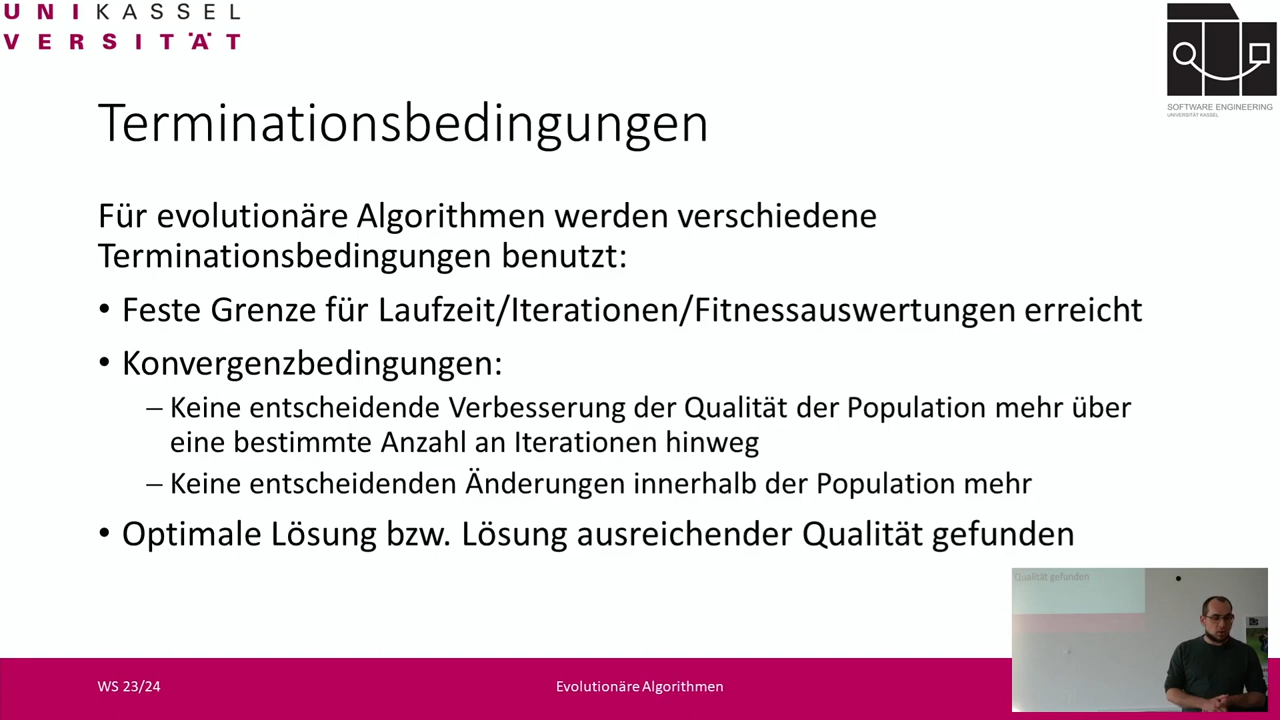 UNIKASSEL
VERSITÄT
SOFTWARE ENGINEERING
UNIVERSITÄT KASSEL
Terminationsbedingungen
Für evolutionäre Algorithmen werden verschiedene
Terminationsbedingungen benutzt:
• Feste Grenze für Laufzeit/Iterationen/Fitnessauswertungen erreicht
• Konvergenzbedingungen:
– Keine entscheidende Verbesserung der Qualität der Population mehr über
eine bestimmte Anzahl an Iterationen hinweg
– Keine entscheidenden Änderungen innerhalb der Population mehr
• Optimale Lösung bzw. Lösung ausreichender Qualität gefunden
Qualität gefunden
WS 23/24
Evolutionäre Algorithmen